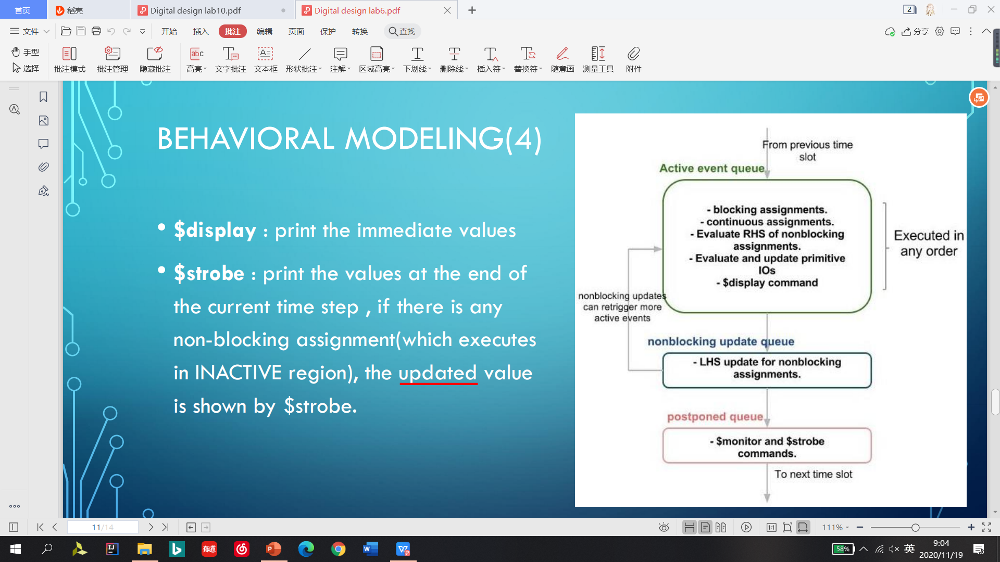 首页
稻壳
Digital design lab10.pdf
Digital design lab6.pdf
2
文件
开始
插入
批注
编辑
页面
保护
转换
查找
分享
手型
选择
批注模式
批注管理
隐藏批注
高亮
文字批注
文本框
形状批注
注解
区域高亮
下划线
删除线
插入符
替换符
随意画
测量工具
附件
BEHAVIORAL MODELING(4)
• $display : print the immediate values
• $strobe : print the values at the end of
the current time step , if there is any
non-blocking assignment(which executes
in INACTIVE region), the updated value
is shown by $strobe.
From previous time
slot
Active event queue
- blocking assignments.
- continuous assignments.
- Evaluate RHS of nonblocking
assignments.
- Evaluate and update primitive
IOs
- $display command
Executed in
any order
nonblocking updates
can retrigger more
active events
nonblocking update queue
- LHS update for nonblocking
assignments.
postponed queue
- $monitor and $strobe
commands.
To next time slot
11/14
111%
58%
英
9:04
2020/11/19